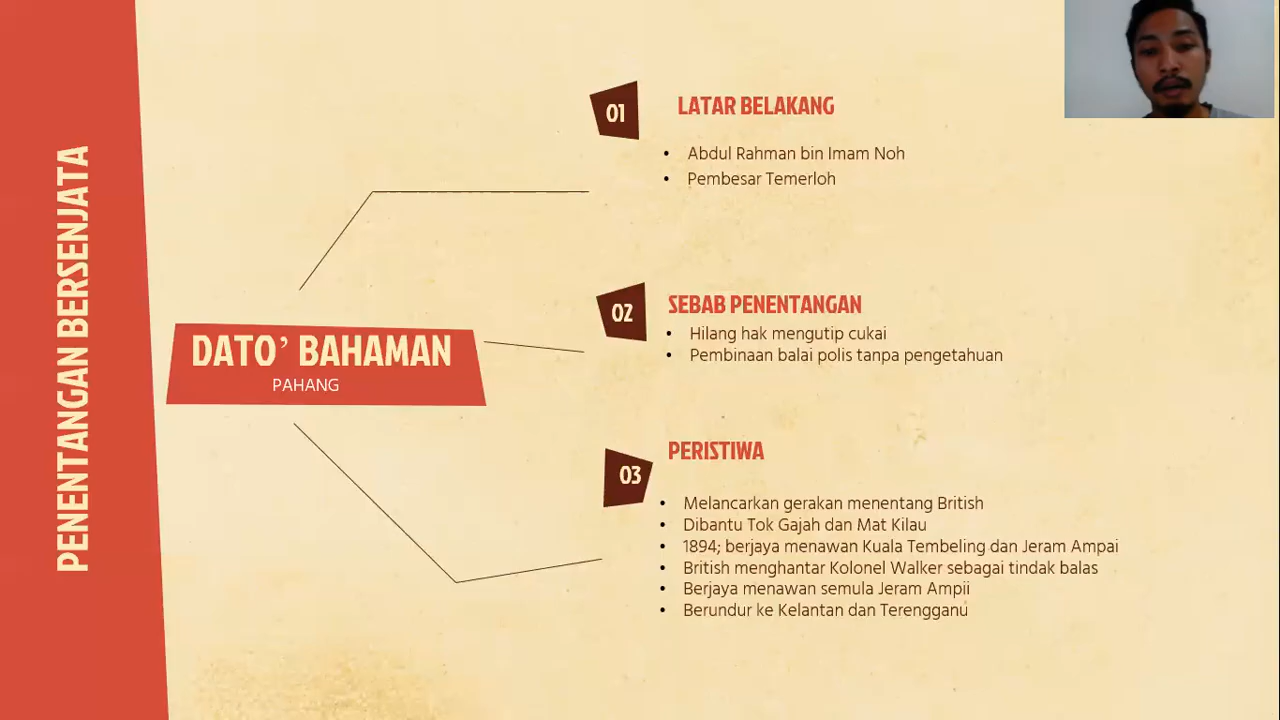 PENENTANGAN BERSENJATA
DATO' BAHAMAN
PAHANG
01
LATAR BELAKANG
• Abdul Rahman bin Imam Noh
• Pembesar Temerloh
02
SEBAB PENENTANGAN
• Hilang hak mengutip cukai
• Pembinaan balai polis tanpa pengetahuan
03
PERISTIWA
• Melancarkan gerakan menentang British
• Dibantu Tok Gajah dan Mat Kilau
• 1894; berjaya menawan Kuala Tembeling dan Jeram Ampai
• British menghantar Kolonel Walker sebagai tindak balas
• Berjaya menawan semula Jeram Ampii
• Berundur ke Kelantan dan Terengganu